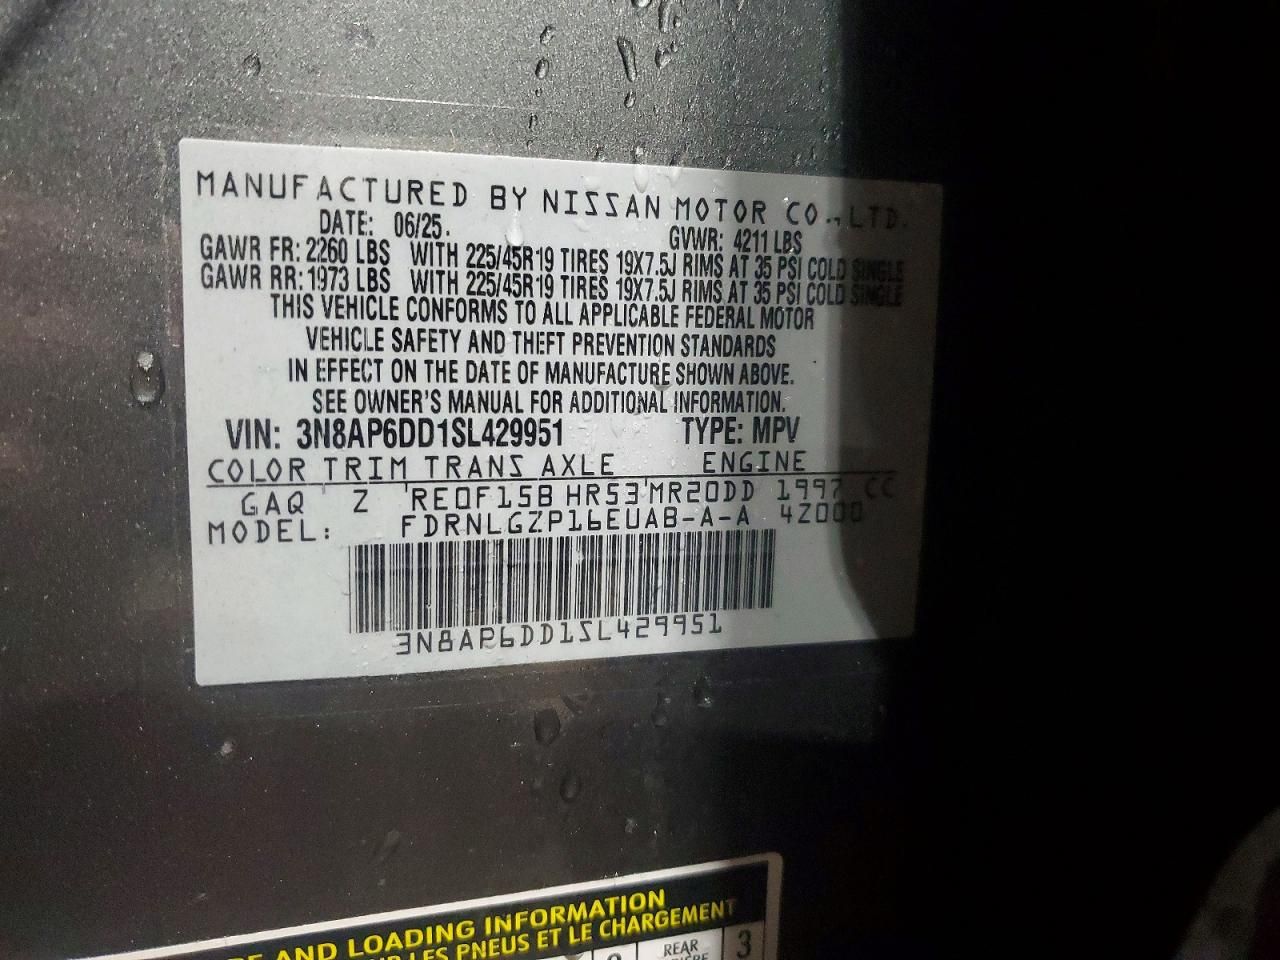 MANUFACTURED BY NISSAN MOTOR CO., LTD.
DATE: 06/25. GVWR: 4211 LBS
GAWR FR: 2260 LBS WITH 225/45R19 TIRES 19X7.5J RIMS AT 35 PSI COLD SINGLE
GAWR RR: 1973 LBS WITH 225/45R19 TIRES 19X7.5J RIMS AT 35 PSI COLD SINGLE
THIS VEHICLE CONFORMS TO ALL APPLICABLE FEDERAL MOTOR
VEHICLE SAFETY AND THEFT PREVENTION STANDARDS
IN EFFECT ON THE DATE OF MANUFACTURE SHOWN ABOVE.
SEE OWNER'S MANUAL FOR ADDITIONAL INFORMATION.
VIN: 3N8AP6DD1SL429951 TYPE: MPV
COLOR TRIM TRANS AXLE ENGINE
GAQ Z RE0F15B HR53 MR20DD 1997 CC
MODEL: FDRNLGZP16EUAB-A-A 42000
3N8AP6DD1SL429951
AND LOADING INFORMATION
LES PNEUS ET LE CHARGEMENT
REAR 3